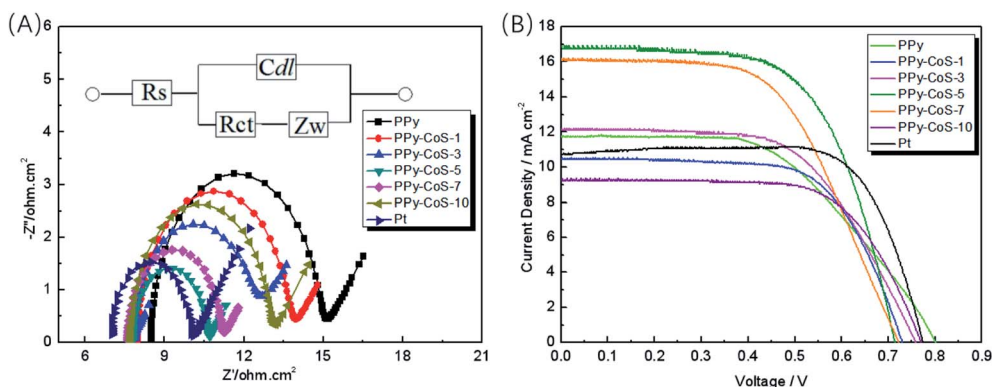 (A)
-Z''/ohm.cm²
6
5
4
3
2
1
0
6 9 12 15 18 21
Z'/ohm.cm²
Rs
Cdl
Rct
Zw
PPy
PPy-CoS-1
PPy-CoS-3
PPy-CoS-5
PPy-CoS-7
PPy-CoS-10
Pt
(B)
Current Density / mA cm⁻²
18
16
14
12
10
8
6
4
2
0
0.0 0.1 0.2 0.3 0.4 0.5 0.6 0.7 0.8 0.9
Voltage / V
PPy
PPy-CoS-1
PPy-CoS-3
PPy-CoS-5
PPy-CoS-7
PPy-CoS-10
Pt